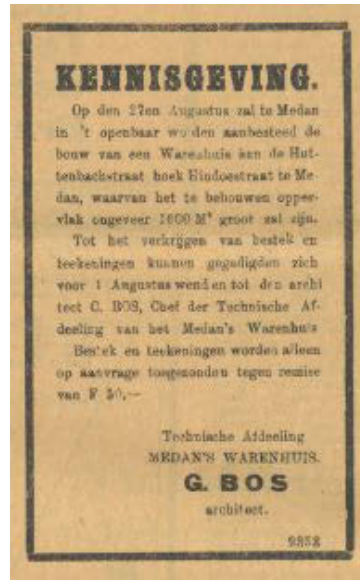 KENNISGEVING.
Op den 27en Augustus zal te Medan
in 't openbaar worden aanbesteed de
bouw van een Warenhuis aan de Hut-
tenbachstraat hoek Hindoestraat te Me-
dan, waarvan het te bebouwen opper-
vlak ongeveer 1600 M² groot zal zijn.
Tot het verkrijgen van bestek en
teekeningen kunnen gegadigden zich
voor 1 Augustus wenden tot den archi
tect C. BOS, Chef der Technische Af-
deeling van het Medan's Warenhuis
Bestek en teekeningen worden alleen
op aanvrage toegezonden tegen remise
van F 50,—
Technische Afdeeling
MEDAN'S WARENHUIS.
G. BOS
architect.
9352